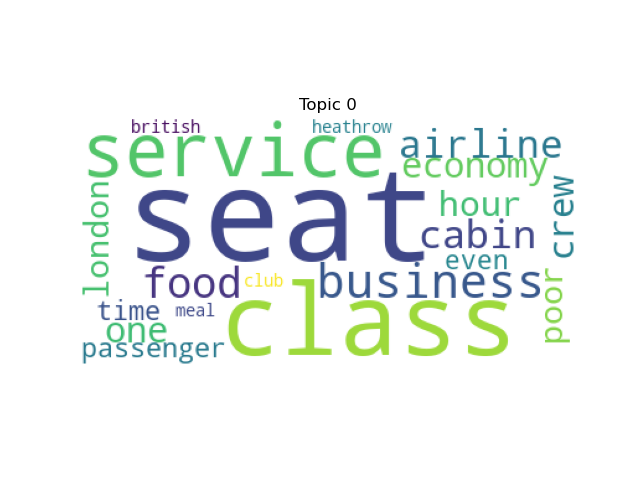 Topic 0
british
heathrow
service
airline
economy
seat
london
hour
crew
cabin
even
food
club
business
poor
time
meal
class
one
passenger